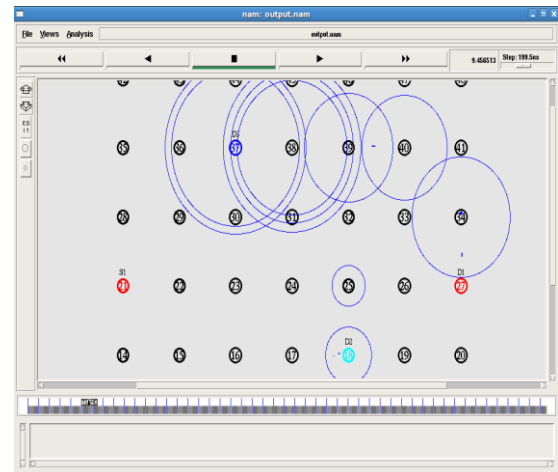 nam: output.nam
File Views Analysis output.nam
9.456513 Step: 199.5us
D3
35 36 37 38 39 40 41
28 29 30 31 32 33 34
S1 D1
21 22 23 24 25 26 27
D2
14 15 16 17 18 19 20